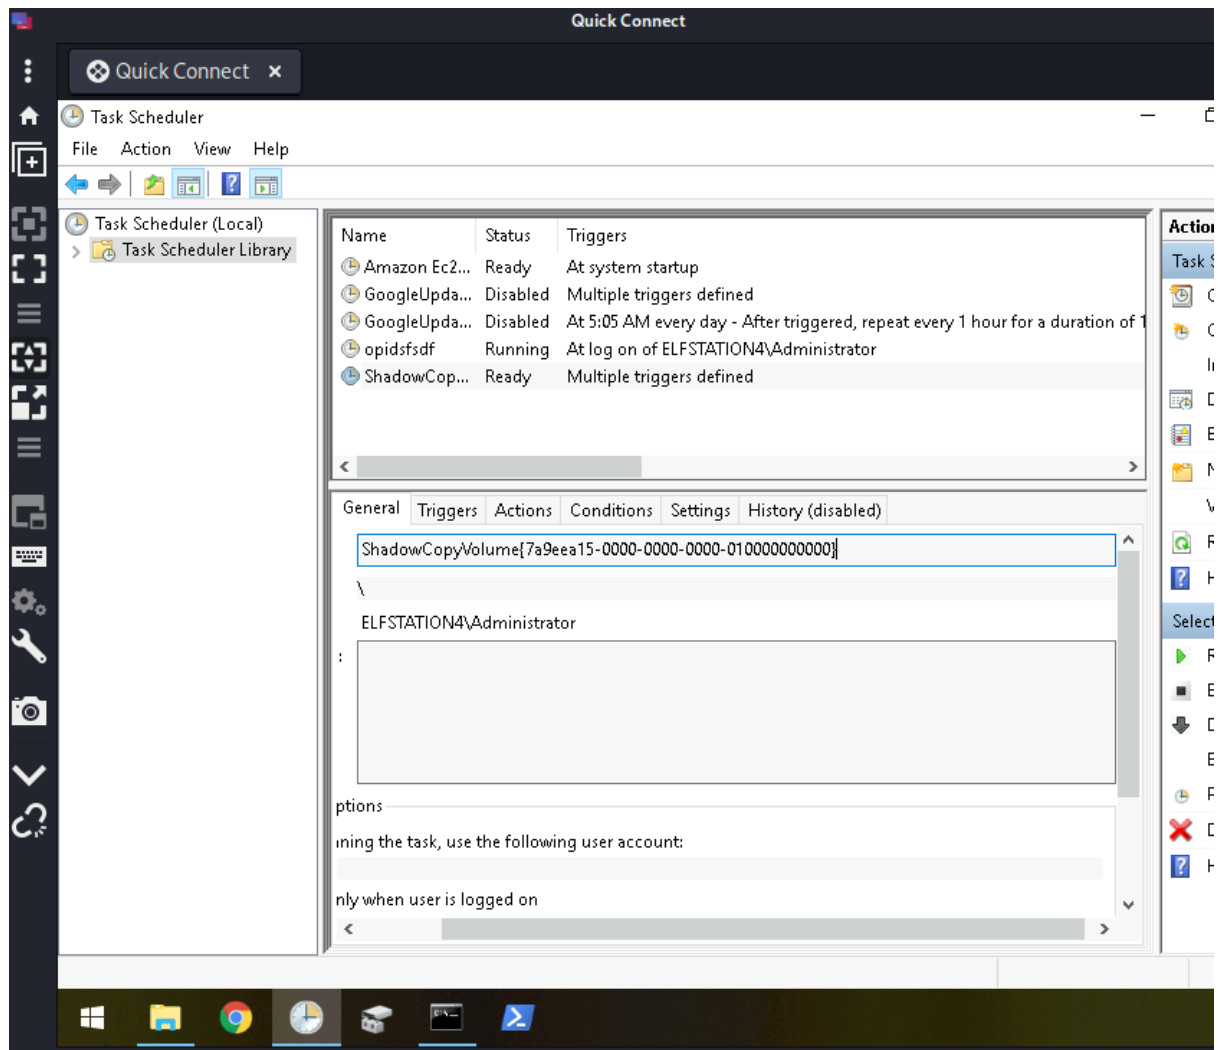 Quick Connect
Quick Connect ×
Task Scheduler
File Action View Help
Task Scheduler (Local)
Task Scheduler Library
Name Status Triggers
Amazon Ec2... Ready At system startup
GoogleUpda... Disabled Multiple triggers defined
GoogleUpda... Disabled At 5:05 AM every day - After triggered, repeat every 1 hour for a duration of 1
opidsfsdf Running At log on of ELFSTATION4\Administrator
ShadowCop... Ready Multiple triggers defined
General Triggers Actions Conditions Settings History (disabled)
ShadowCopyVolume{7a9eea15-0000-0000-0000-010000000000}
\
ELFSTATION4\Administrator
:
ptions
ning the task, use the following user account:
nly when user is logged on
Action
Task S
Select